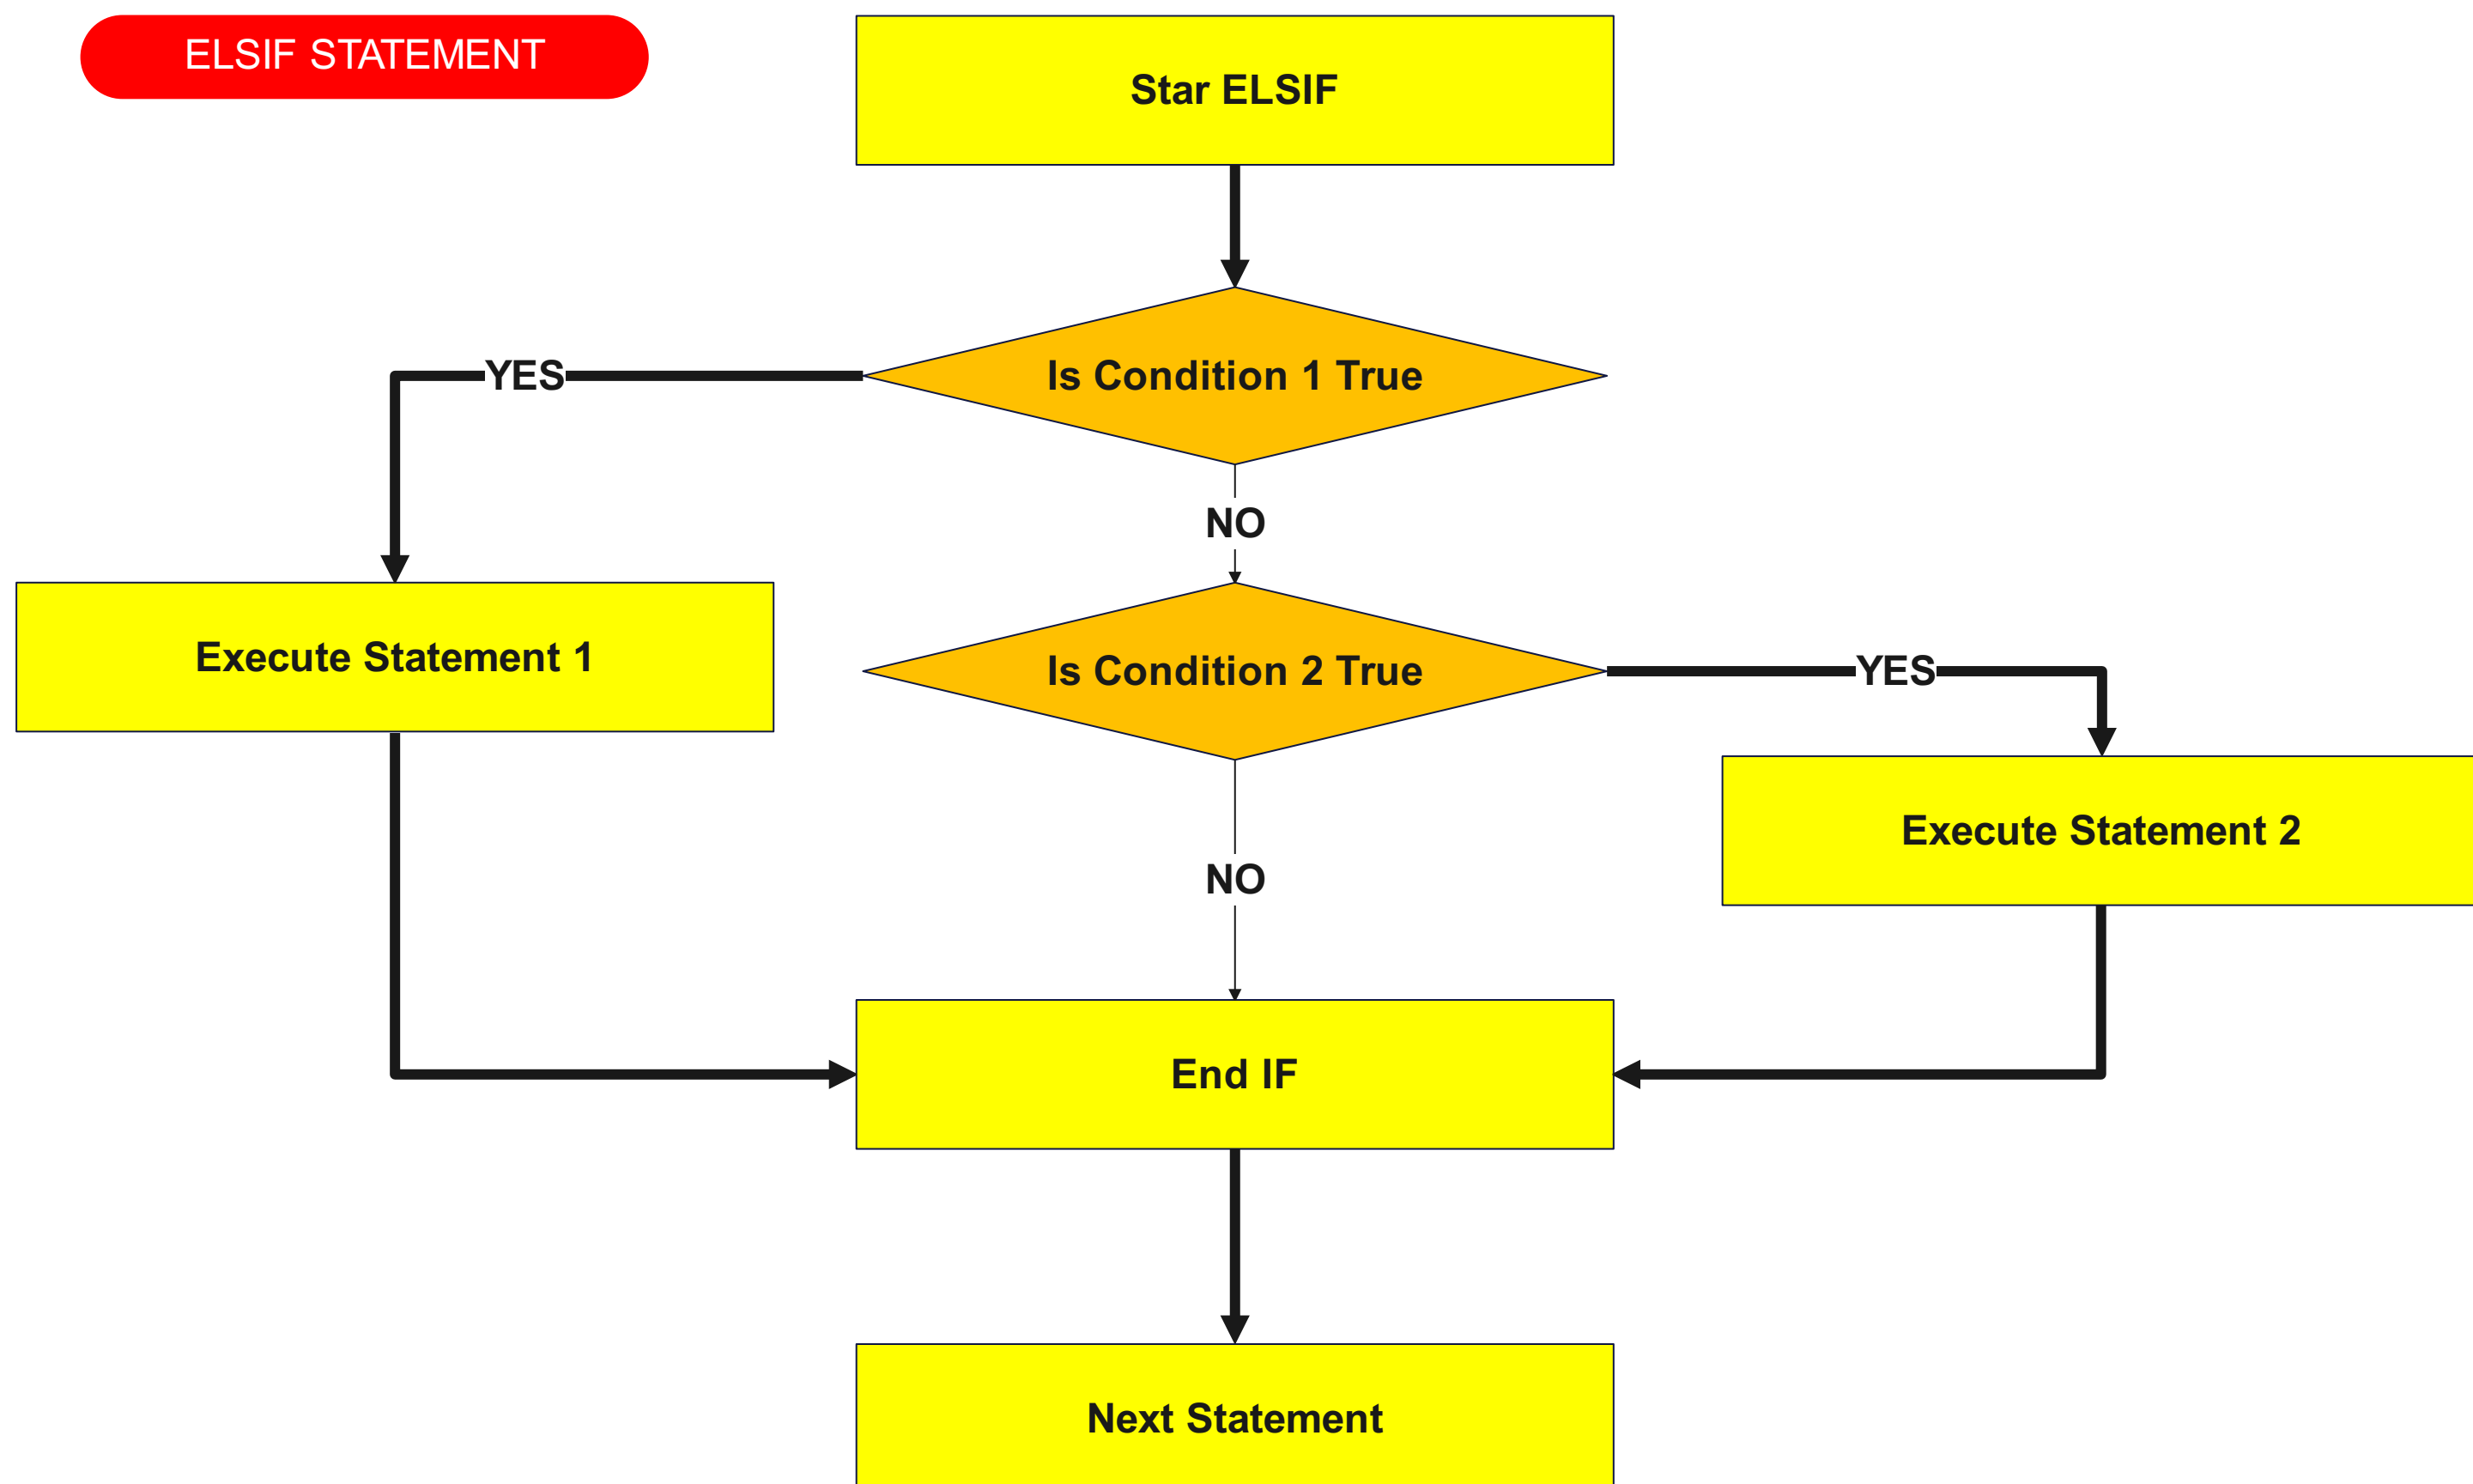 ELSIF STATEMENT
Star ELSIF
Is Condition 1 True
YES
NO
Execute Statement 1
Is Condition 2 True
YES
Execute Statement 2
NO
End IF
Next Statement